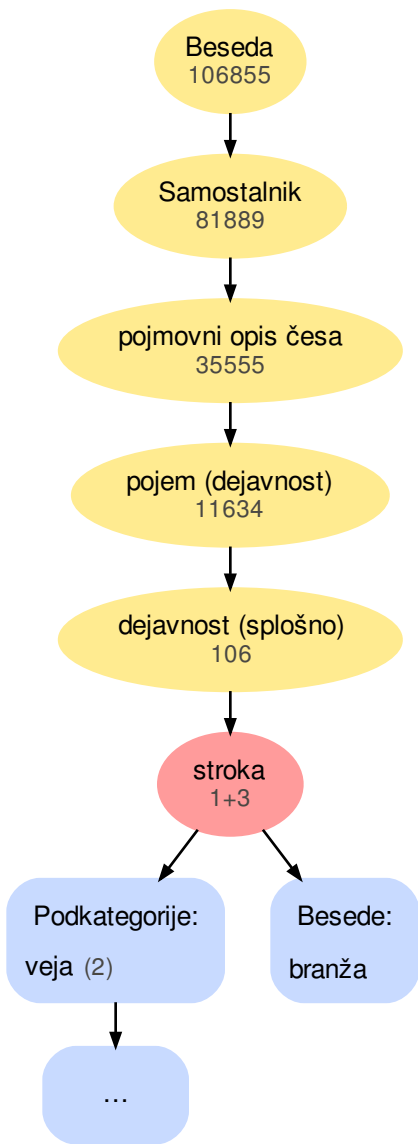 Beseda
106855
Samostalnik
81889
pojmovni opis česa
35555
pojem (dejavnost)
11634
dejavnost (splošno)
106
stroka
1+3
Podkategorije:
veja (2)
Besede:
branža
...